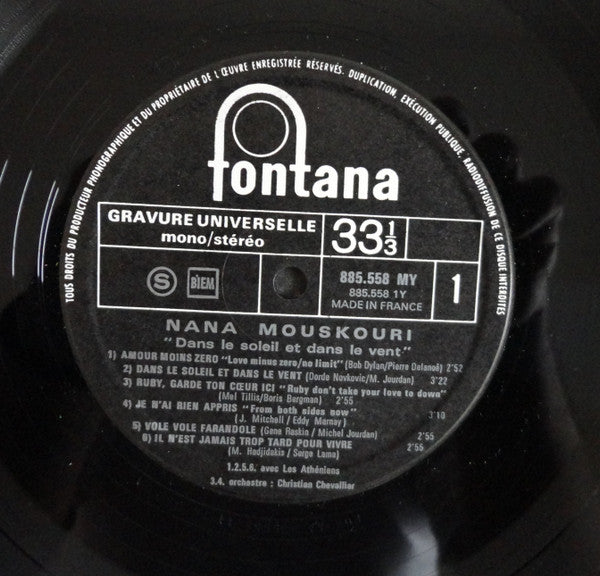 TOUS DROITS DU PRODUCTEUR PHONOGRAPHIQUE ET DU PROPRIÉTAIRE DE L'ŒUVRE ENREGISTRÉE RÉSERVÉS. DUPLICATION, EXÉCUTION PUBLIQUE, RADIODIFFUSION DE CE DISQUE INTERDITES
fontana
GRAVURE UNIVERSELLE
mono/stéréo
33 1/3
S BIEM
885.558 MY
885.558 1Y
MADE IN FRANCE
1
NANA MOUSKOURI
"Dans le soleil et dans le vent"
1) AMOUR MOINS ZERO "Love minus zero/no limit" (Bob Dylan/Pierre Delanoë) 2'52
2) DANS LE SOLEIL ET DANS LE VENT (Dorde Novkovic/M. Jourdan) 3'22
3) RUBY, GARDE TON CŒUR ICI "Ruby don't take your love to down"
(Mel Tillis/Boris Bergman) 2'55
4) JE N'AI RIEN APPRIS "From both sides now" 3'10
(J. Mitchell / Eddy Marnay)
5) VOLE VOLE FARANDOLE (Gene Raskin / Michel Jourdan) 2'55
6) IL N'EST JAMAIS TROP TARD POUR VIVRE 2'55
(M. Hadjidakis / Serge Lama)
1.2.5.6. avec Les Athéniens
3.4. orchestre : Christian Chevallier